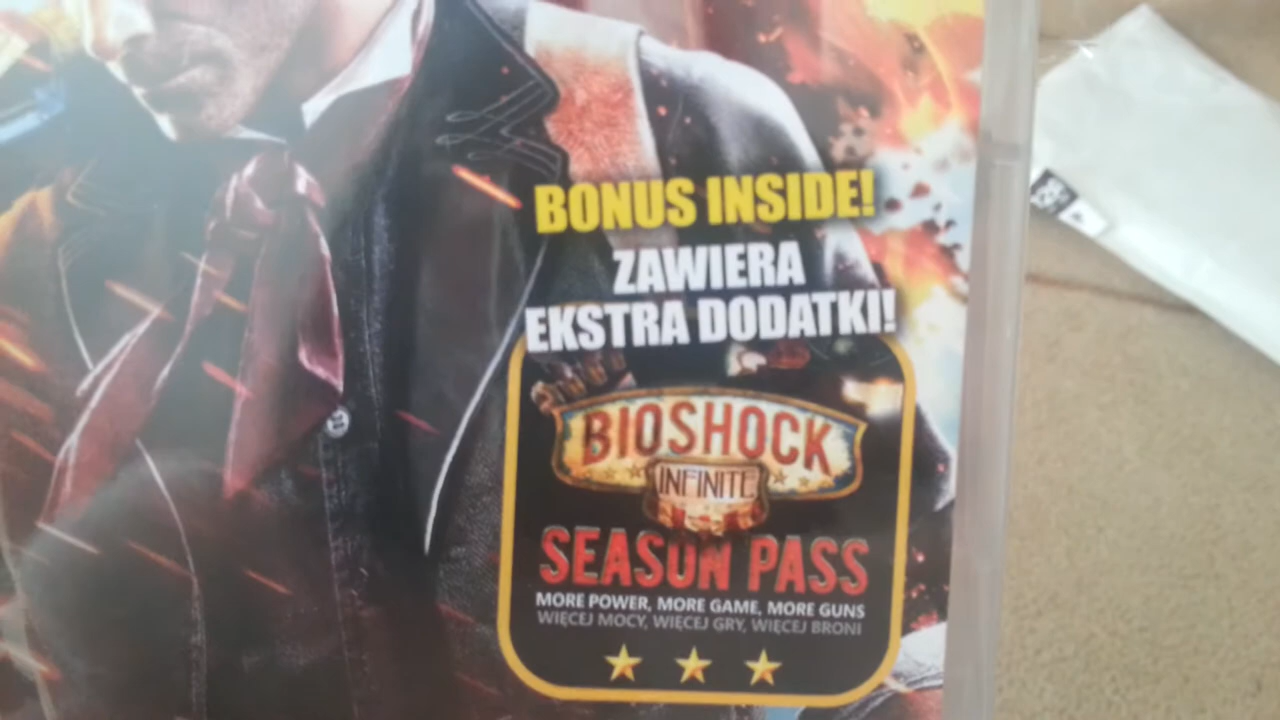 BONUS INSIDE!
ZAWIERA
EKSTRA DODATKI!
BIOSHOCK
INFINITE
SEASON PASS
MORE POWER, MORE GAME, MORE GUNS
WIĘCEJ MOCY, WIĘCEJ GRY, WIĘCEJ BRONI